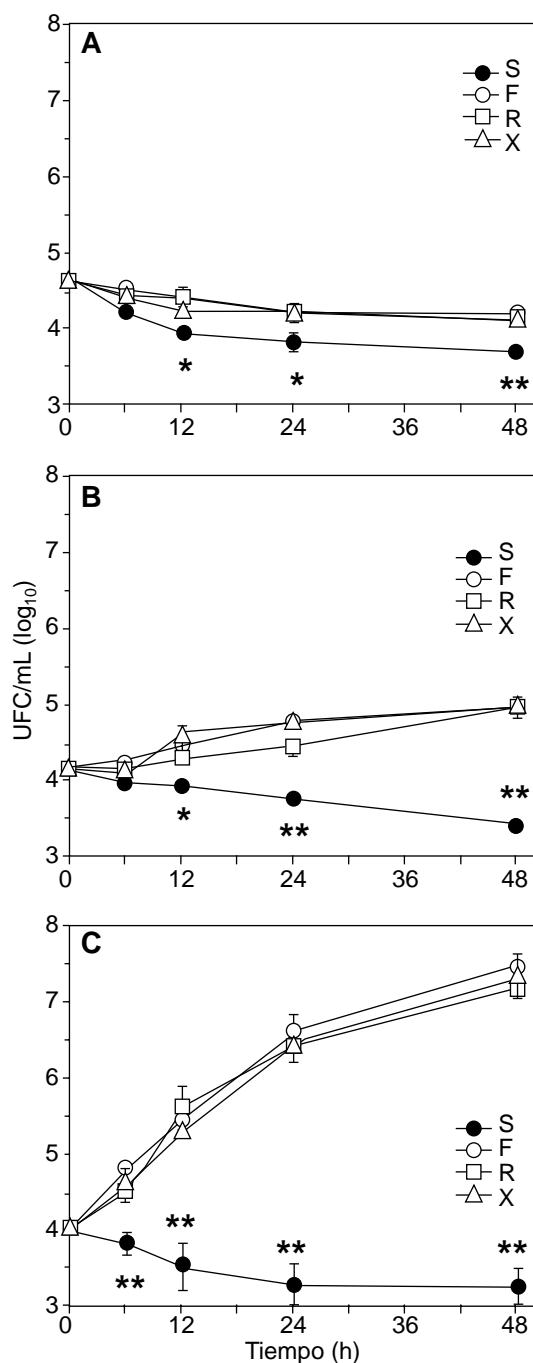 A
8
7
6
5
4
3
S
F
R
X
* * **
0 12 24 36 48
B
8
7
6
5
4
3
S
F
R
X
* ** **
0 12 24 36 48
UFC/mL (log₁₀)
C
8
7
6
5
4
3
S
F
R
X
** ** ** **
0 12 24 36 48
Tiempo (h)